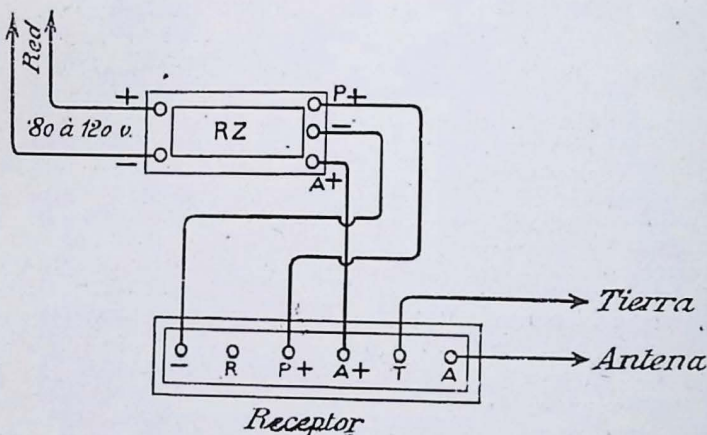 Red
+ P+
80 á 120 v. RZ -
- A+
Tierra
- R P+ A+ T A Antena
Receptor